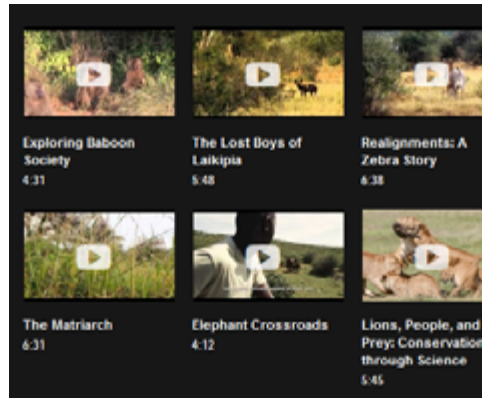 Exploring Baboon
Society
4:31
The Lost Boys of
Laikipia
5:48
Realignments: A
Zebra Story
6:38
The Matriarch
6:31
Elephant Crossroads
4:12
Lions, People, and
Prey: Conservation
through Science
5:45